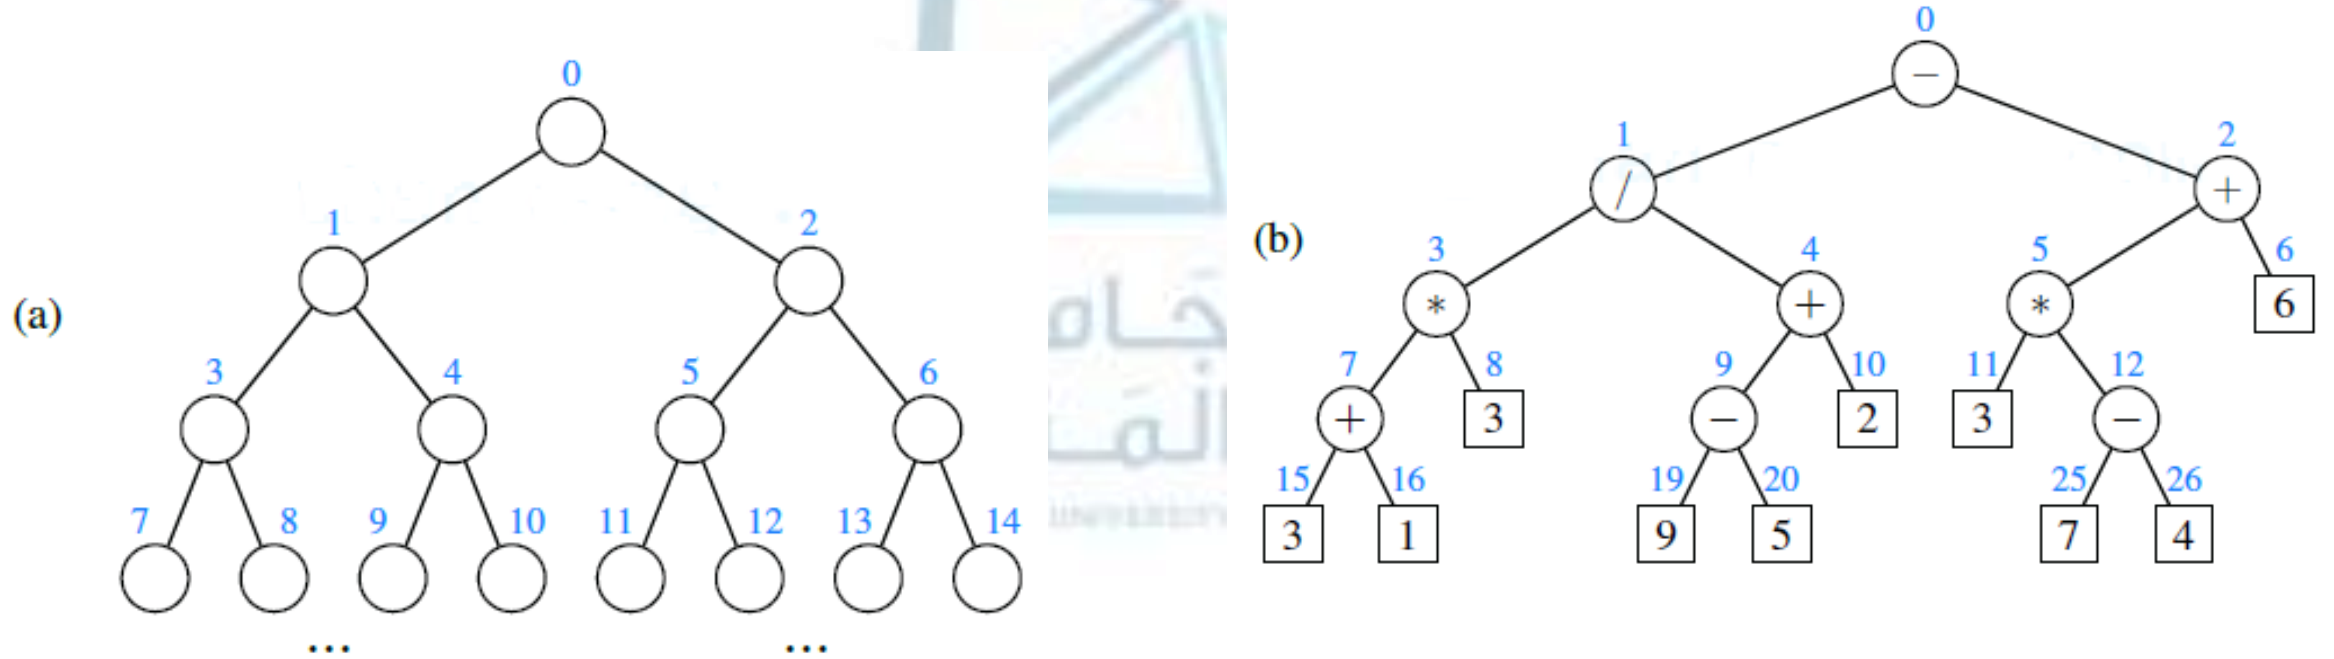 (a)
0
1 2
3 4 5 6
7 8 9 10 11 12 13 14
... ...
(b)
0
−
1 2
/ +
3 4 5 6
* + * 6
7 8 9 10 11 12
+ 3 − 2 3 −
15 16 19 20 25 26
3 1 9 5 7 4